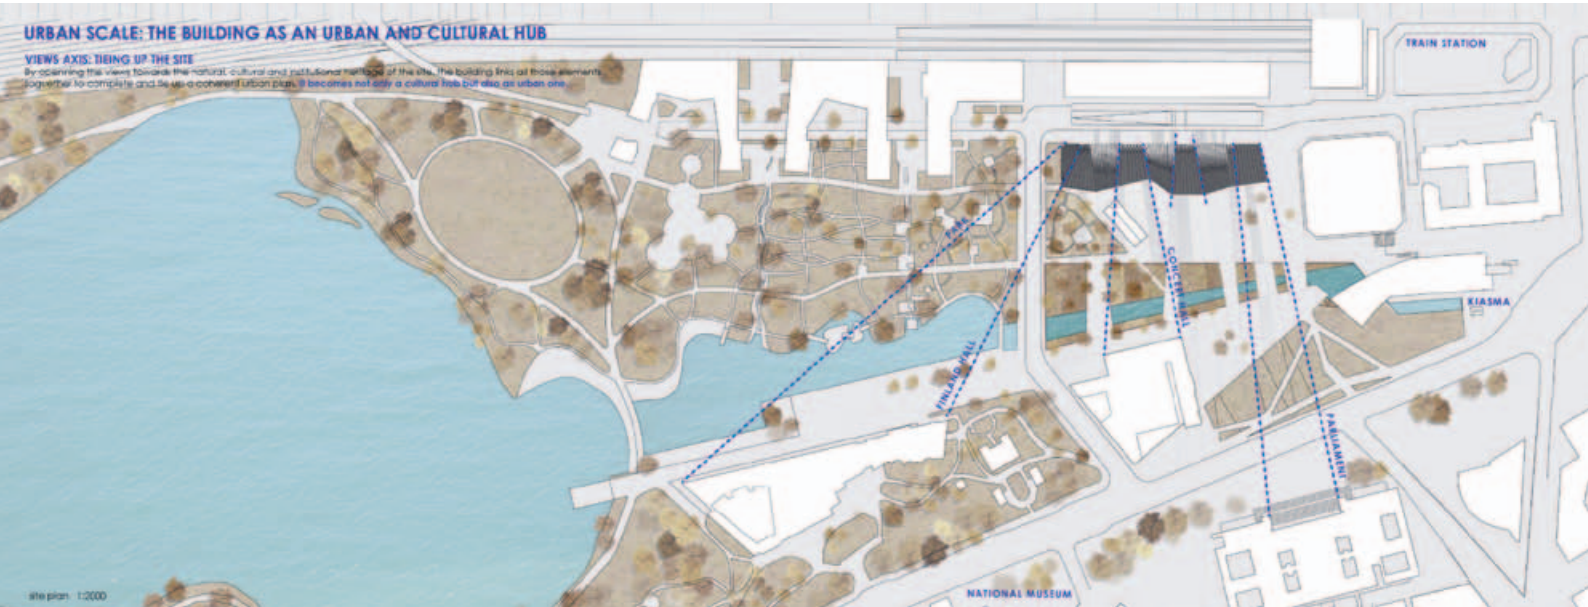 URBAN SCALE: THE BUILDING AS AN URBAN AND CULTURAL HUB
VIEWS AXIS: TIEING UP THE SITE
By openning the views towards the natural, cultural and institutional heritage of the site, the building links all those elements
together to complete and tie up a coherent urban plan. It becomes not only a cultural hub but also an urban one.
TRAIN STATION
PARK
CONCERT HALL
KIASMA
FINLAND HALL
PARLIAMENT
NATIONAL MUSEUM
site plan 1:2000